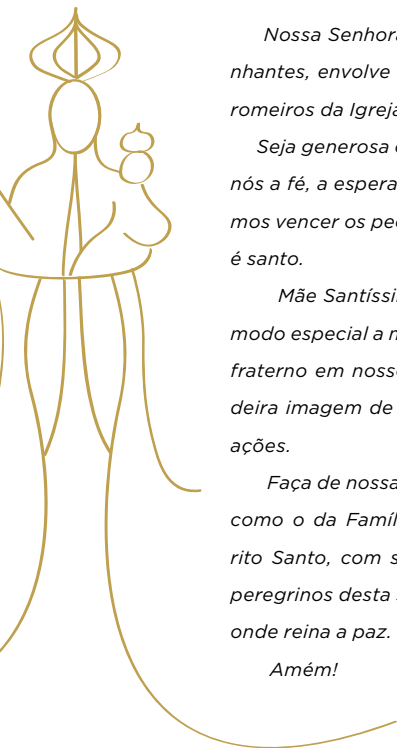 Nossa Senhora
nhantes, envolve
romeiros da Igreja
Seja generosa
nós a fé, a espera
mos vencer os pec
é santo.
Mãe Santíssi
modo especial a
fraterno em noss
deira imagem de
ações.
Faça de nossa
como o da Famíl
rito Santo, com s
peregrinos desta
onde reina a paz.
Amém!